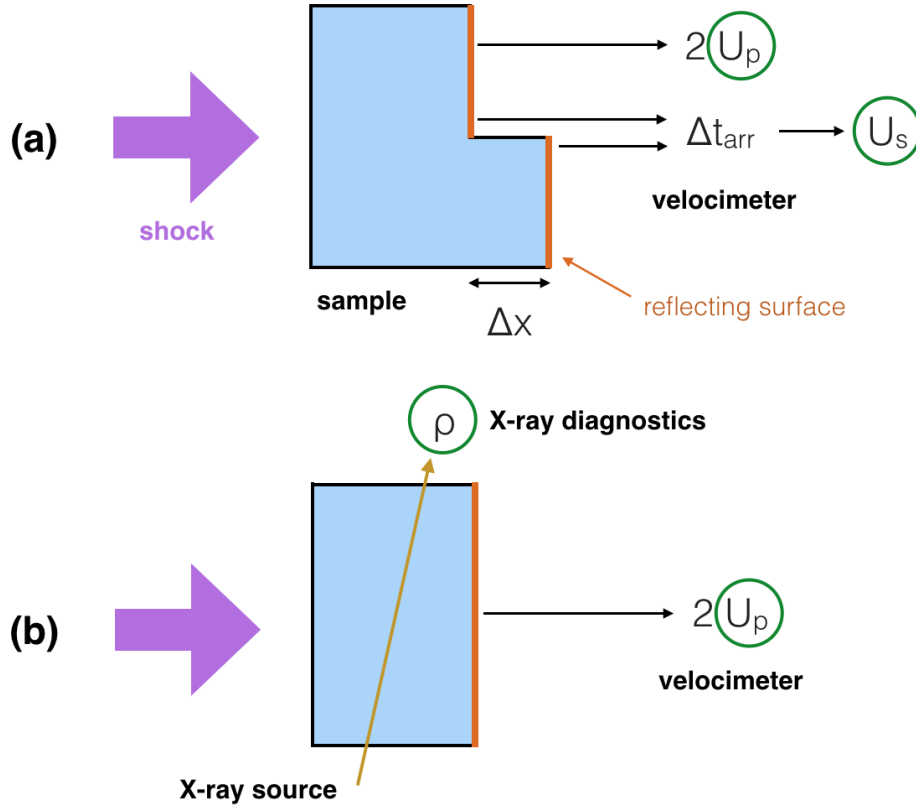 2Uₚ
(a)
Δtₐᵣᵣ
Uₛ
velocimeter
shock
sample
reflecting surface
Δx
ρ
X-ray diagnostics
(b)
2Uₚ
velocimeter
X-ray source